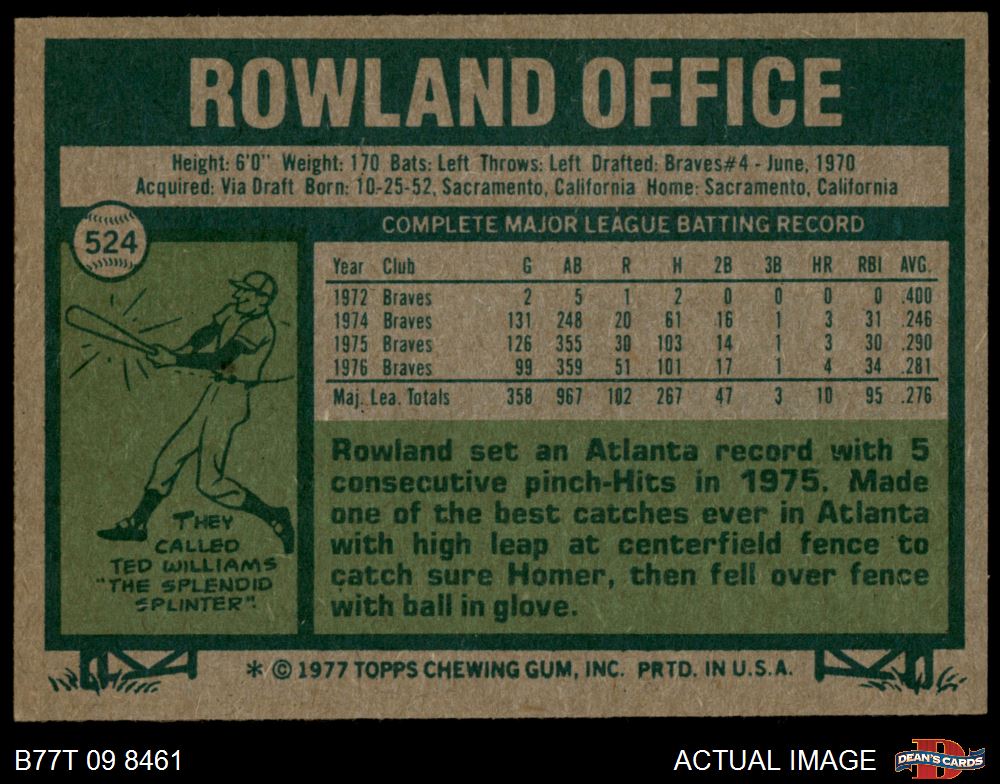 ROWLAND OFFICE
Height: 6'0" Weight: 170 Bats: Left Throws: Left Drafted: Braves#4 - June, 1970
Acquired: Via Draft Born: 10-25-52, Sacramento, California Home: Sacramento, California
524
COMPLETE MAJOR LEAGUE BATTING RECORD
Year Club G AB R H 2B 3B HR RBI AVG.
1972 Braves 2 5 1 2 0 0 0 0 .400
1974 Braves 131 248 20 61 16 1 3 31 .246
1975 Braves 126 355 30 103 14 1 3 30 .290
1976 Braves 99 359 51 101 17 1 4 34 .281
Maj. Lea. Totals 358 967 102 267 47 3 10 95 .276
Rowland set an Atlanta record with 5
consecutive pinch-Hits in 1975. Made
one of the best catches ever in Atlanta
with high leap at centerfield fence to
catch sure Homer, then fell over fence
with ball in glove.
THEY
CALLED
TED WILLIAMS
"THE SPLENDID
SPLINTER".
* © 1977 TOPPS CHEWING GUM, INC. PRTD. IN U.S.A.
B77T 09 8461
ACTUAL IMAGE
D
DEAN'S CARDS